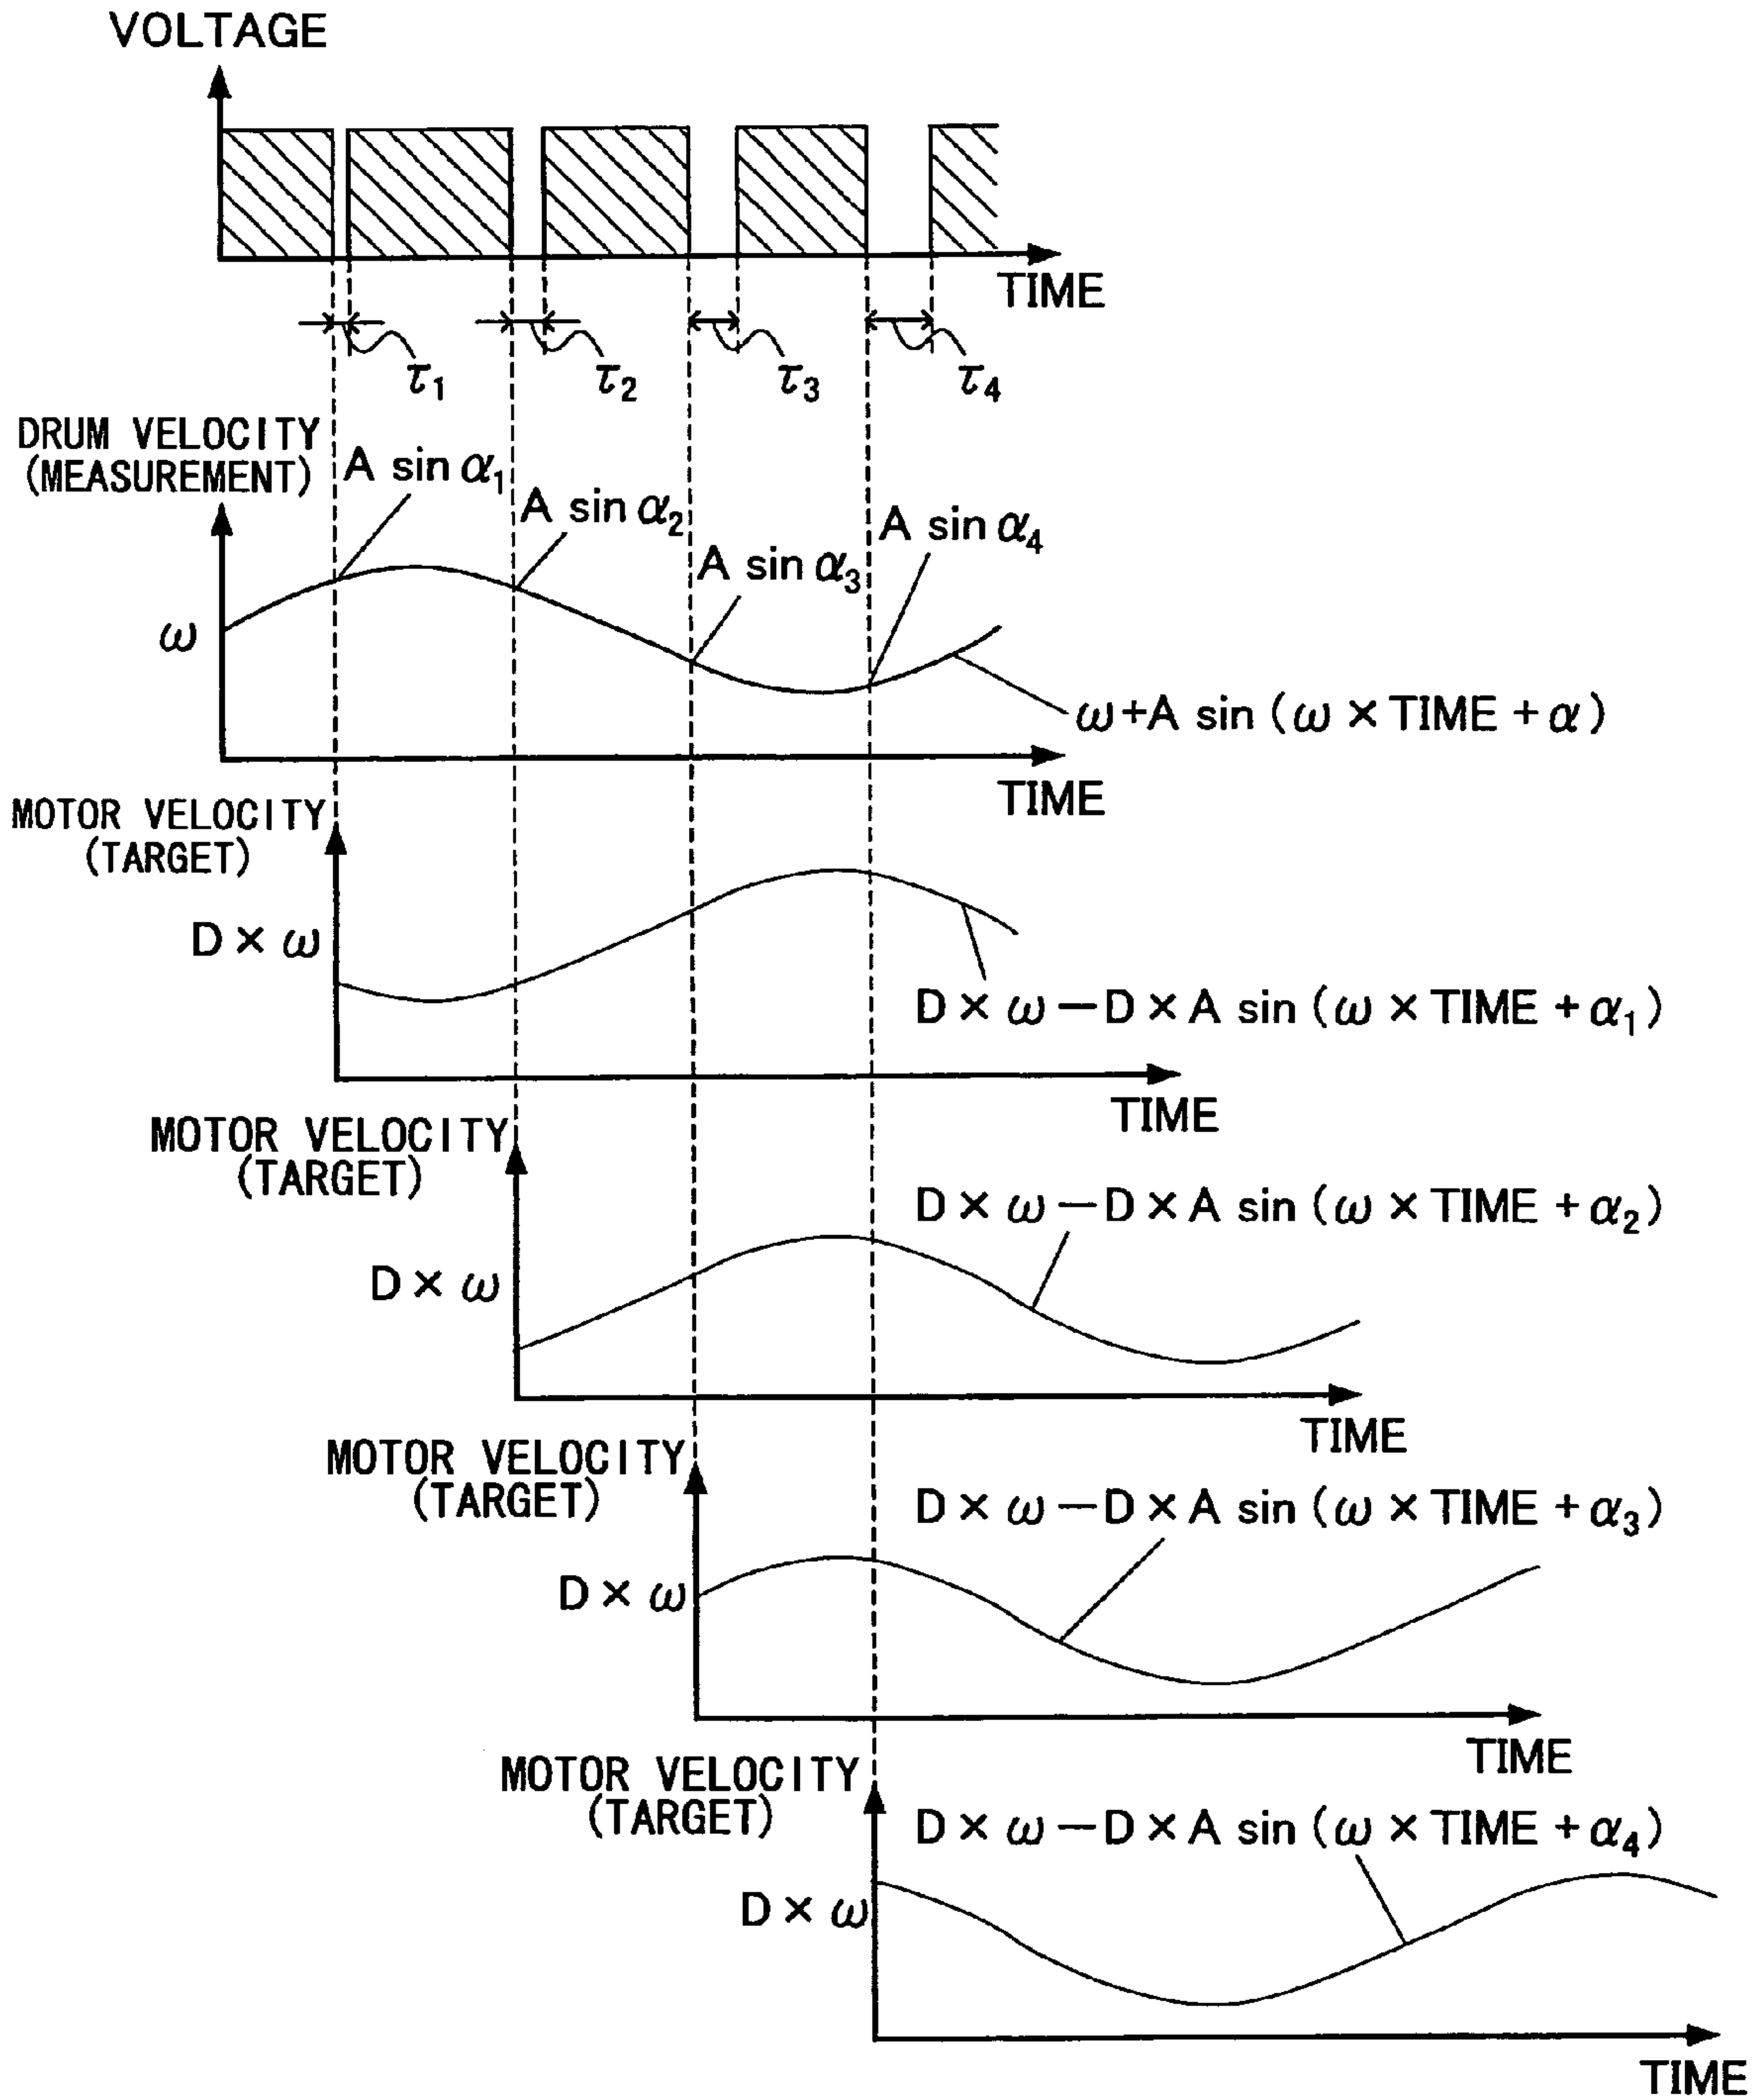 VOLTAGE
TIME
τ1
τ2
τ3
τ4
DRUM VELOCITY
(MEASUREMENT)
A sin α1
A sin α2
A sin α3
A sin α4
ω
ω+A sin (ω × TIME + α)
TIME
MOTOR VELOCITY
(TARGET)
D × ω
D × ω − D × A sin (ω × TIME + α1)
TIME
MOTOR VELOCITY
(TARGET)
D × ω − D × A sin (ω × TIME + α2)
D × ω
TIME
MOTOR VELOCITY
(TARGET)
D × ω − D × A sin (ω × TIME + α3)
D × ω
TIME
MOTOR VELOCITY
(TARGET)
D × ω − D × A sin (ω × TIME + α4)
D × ω
TIME